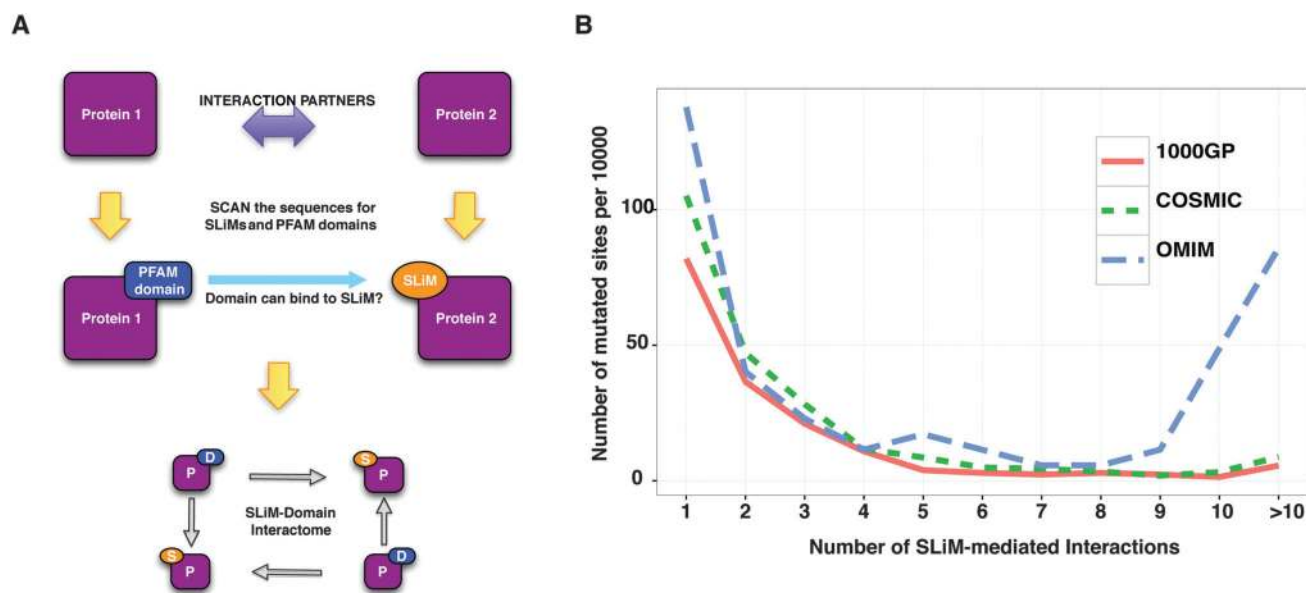 A
Protein 1
INTERACTION PARTNERS
Protein 2
SCAN the sequences for
SLiMs and PFAM domains
PFAM
domain
Protein 1
Domain can bind to SLiM?
SLiM
Protein 2
P
D
S
P
SLiM-Domain
Interactome
S
P
P
D
B
Number of mutated sites per 10000
100
50
0
1000GP
COSMIC
OMIM
1 2 3 4 5 6 7 8 9 10 >10
Number of SLiM-mediated Interactions